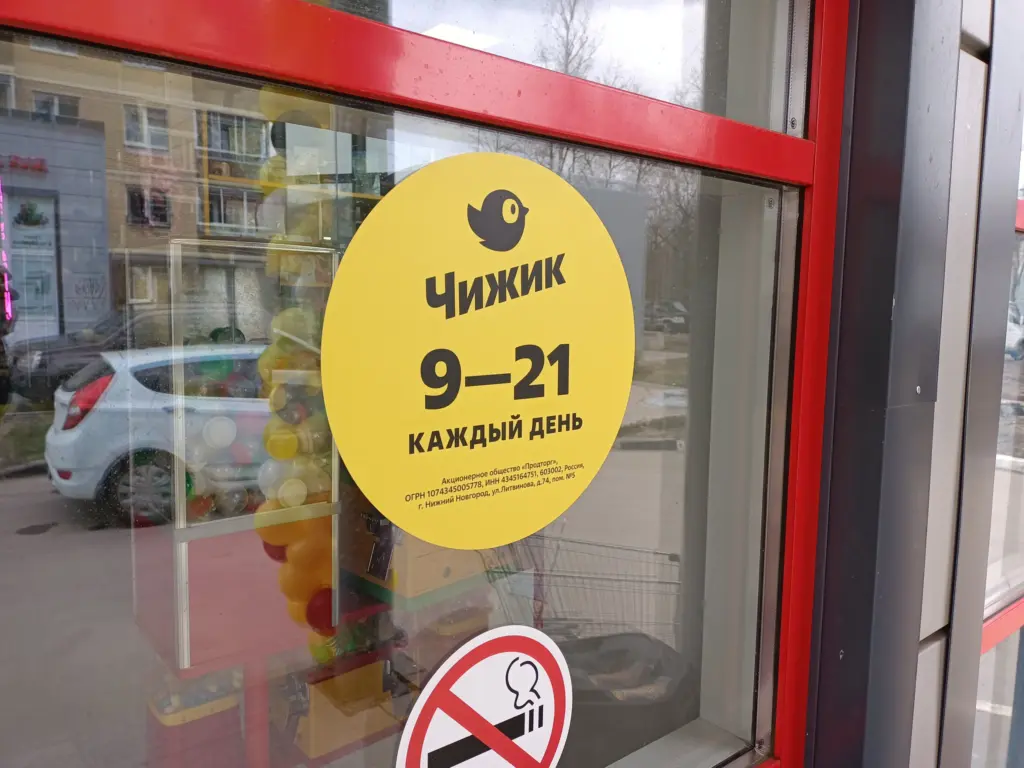 Чижик
9—21
КАЖДЫЙ ДЕНЬ
Акционерное общество «Продторг»,
ОГРН 1074345005778, ИНН 4345164751, 603002, Россия,
г. Нижний Новгород, ул.Литвинова, д.74, пом. №5